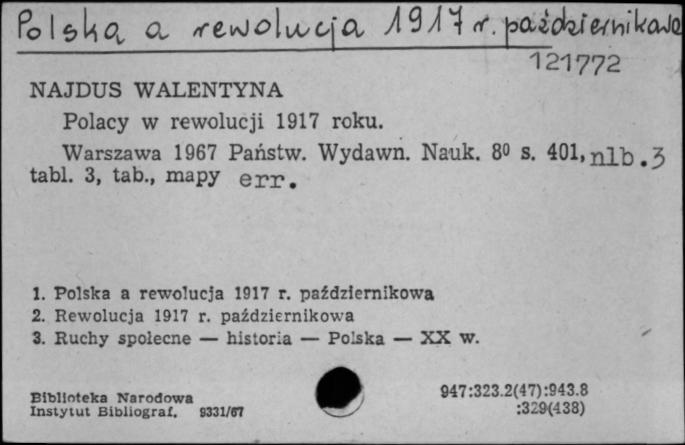 Polska a rewolucja 1917 r. październikowa
121772
NAJDUS WALENTYNA
Polacy w rewolucji 1917 roku.
Warszawa 1967 Państw. Wydawn. Nauk. 8⁰ s. 401, nlb. 3
tabl. 3, tab., mapy err.
1. Polska a rewolucja 1917 r. październikowa
2. Rewolucja 1917 r. październikowa
3. Ruchy społecne — historia — Polska — XX w.
Biblioteka Narodowa
Instytut Bibliograf. 9331/67
947:323.2(47):943.8
:329(438)